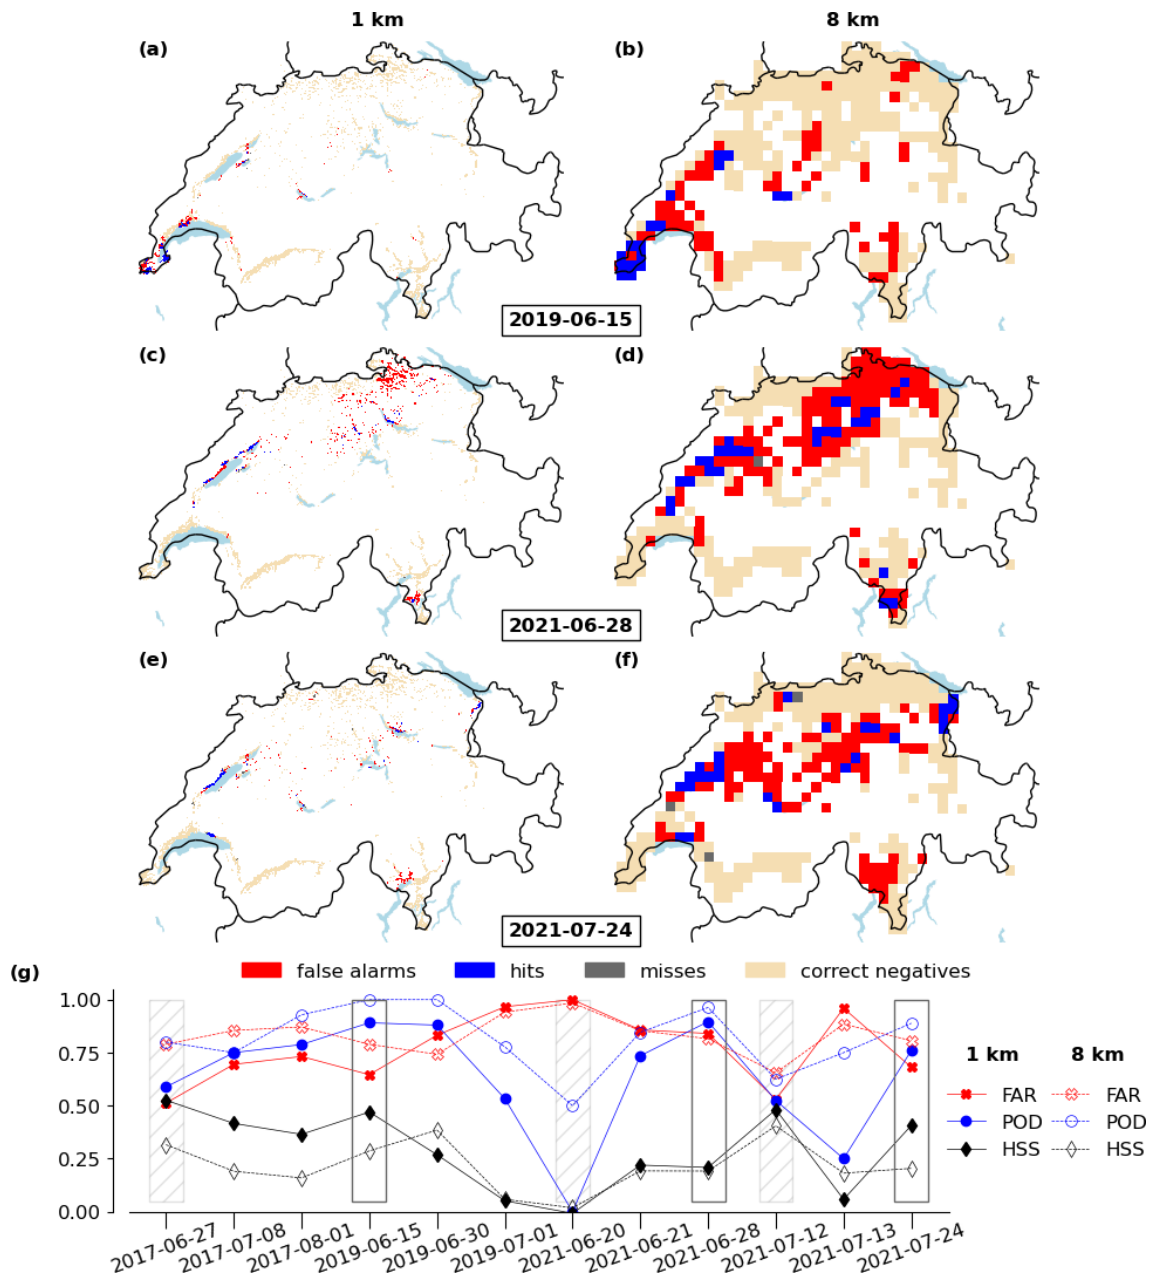 1 km
8 km
(a)
(b)
2019-06-15
(c)
(d)
2021-06-28
(e)
(f)
2021-07-24
(g)
false alarms
hits
misses
correct negatives
1.00
0.75
0.50
0.25
0.00
2017-06-27
2017-07-08
2017-08-01
2019-06-15
2019-06-30
2019-07-01
2021-06-20
2021-06-21
2021-06-28
2021-07-12
2021-07-13
2021-07-24
1 km 8 km
FAR FAR
POD POD
HSS HSS